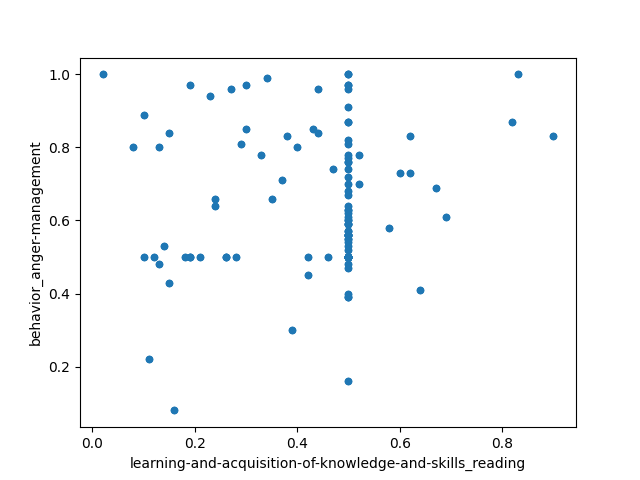 1.0
0.8
0.6
0.4
0.2
behavior_anger-management
0.0 0.2 0.4 0.6 0.8
learning-and-acquisition-of-knowledge-and-skills_reading